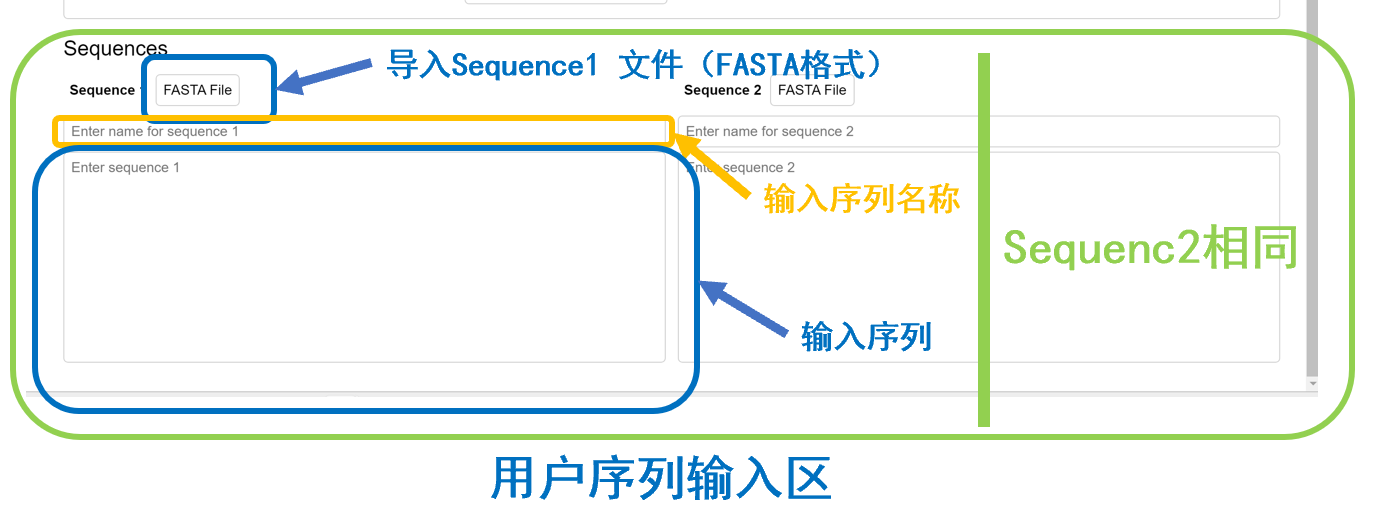 Sequences
导入Sequence1 文件（FASTA格式）
Sequence
FASTA File
Sequence 2
FASTA File
Enter name for sequence 1
Enter name for sequence 2
Enter sequence 1
Enter sequence 2
输入序列名称
Sequenc2相同
输入序列
用户序列输入区